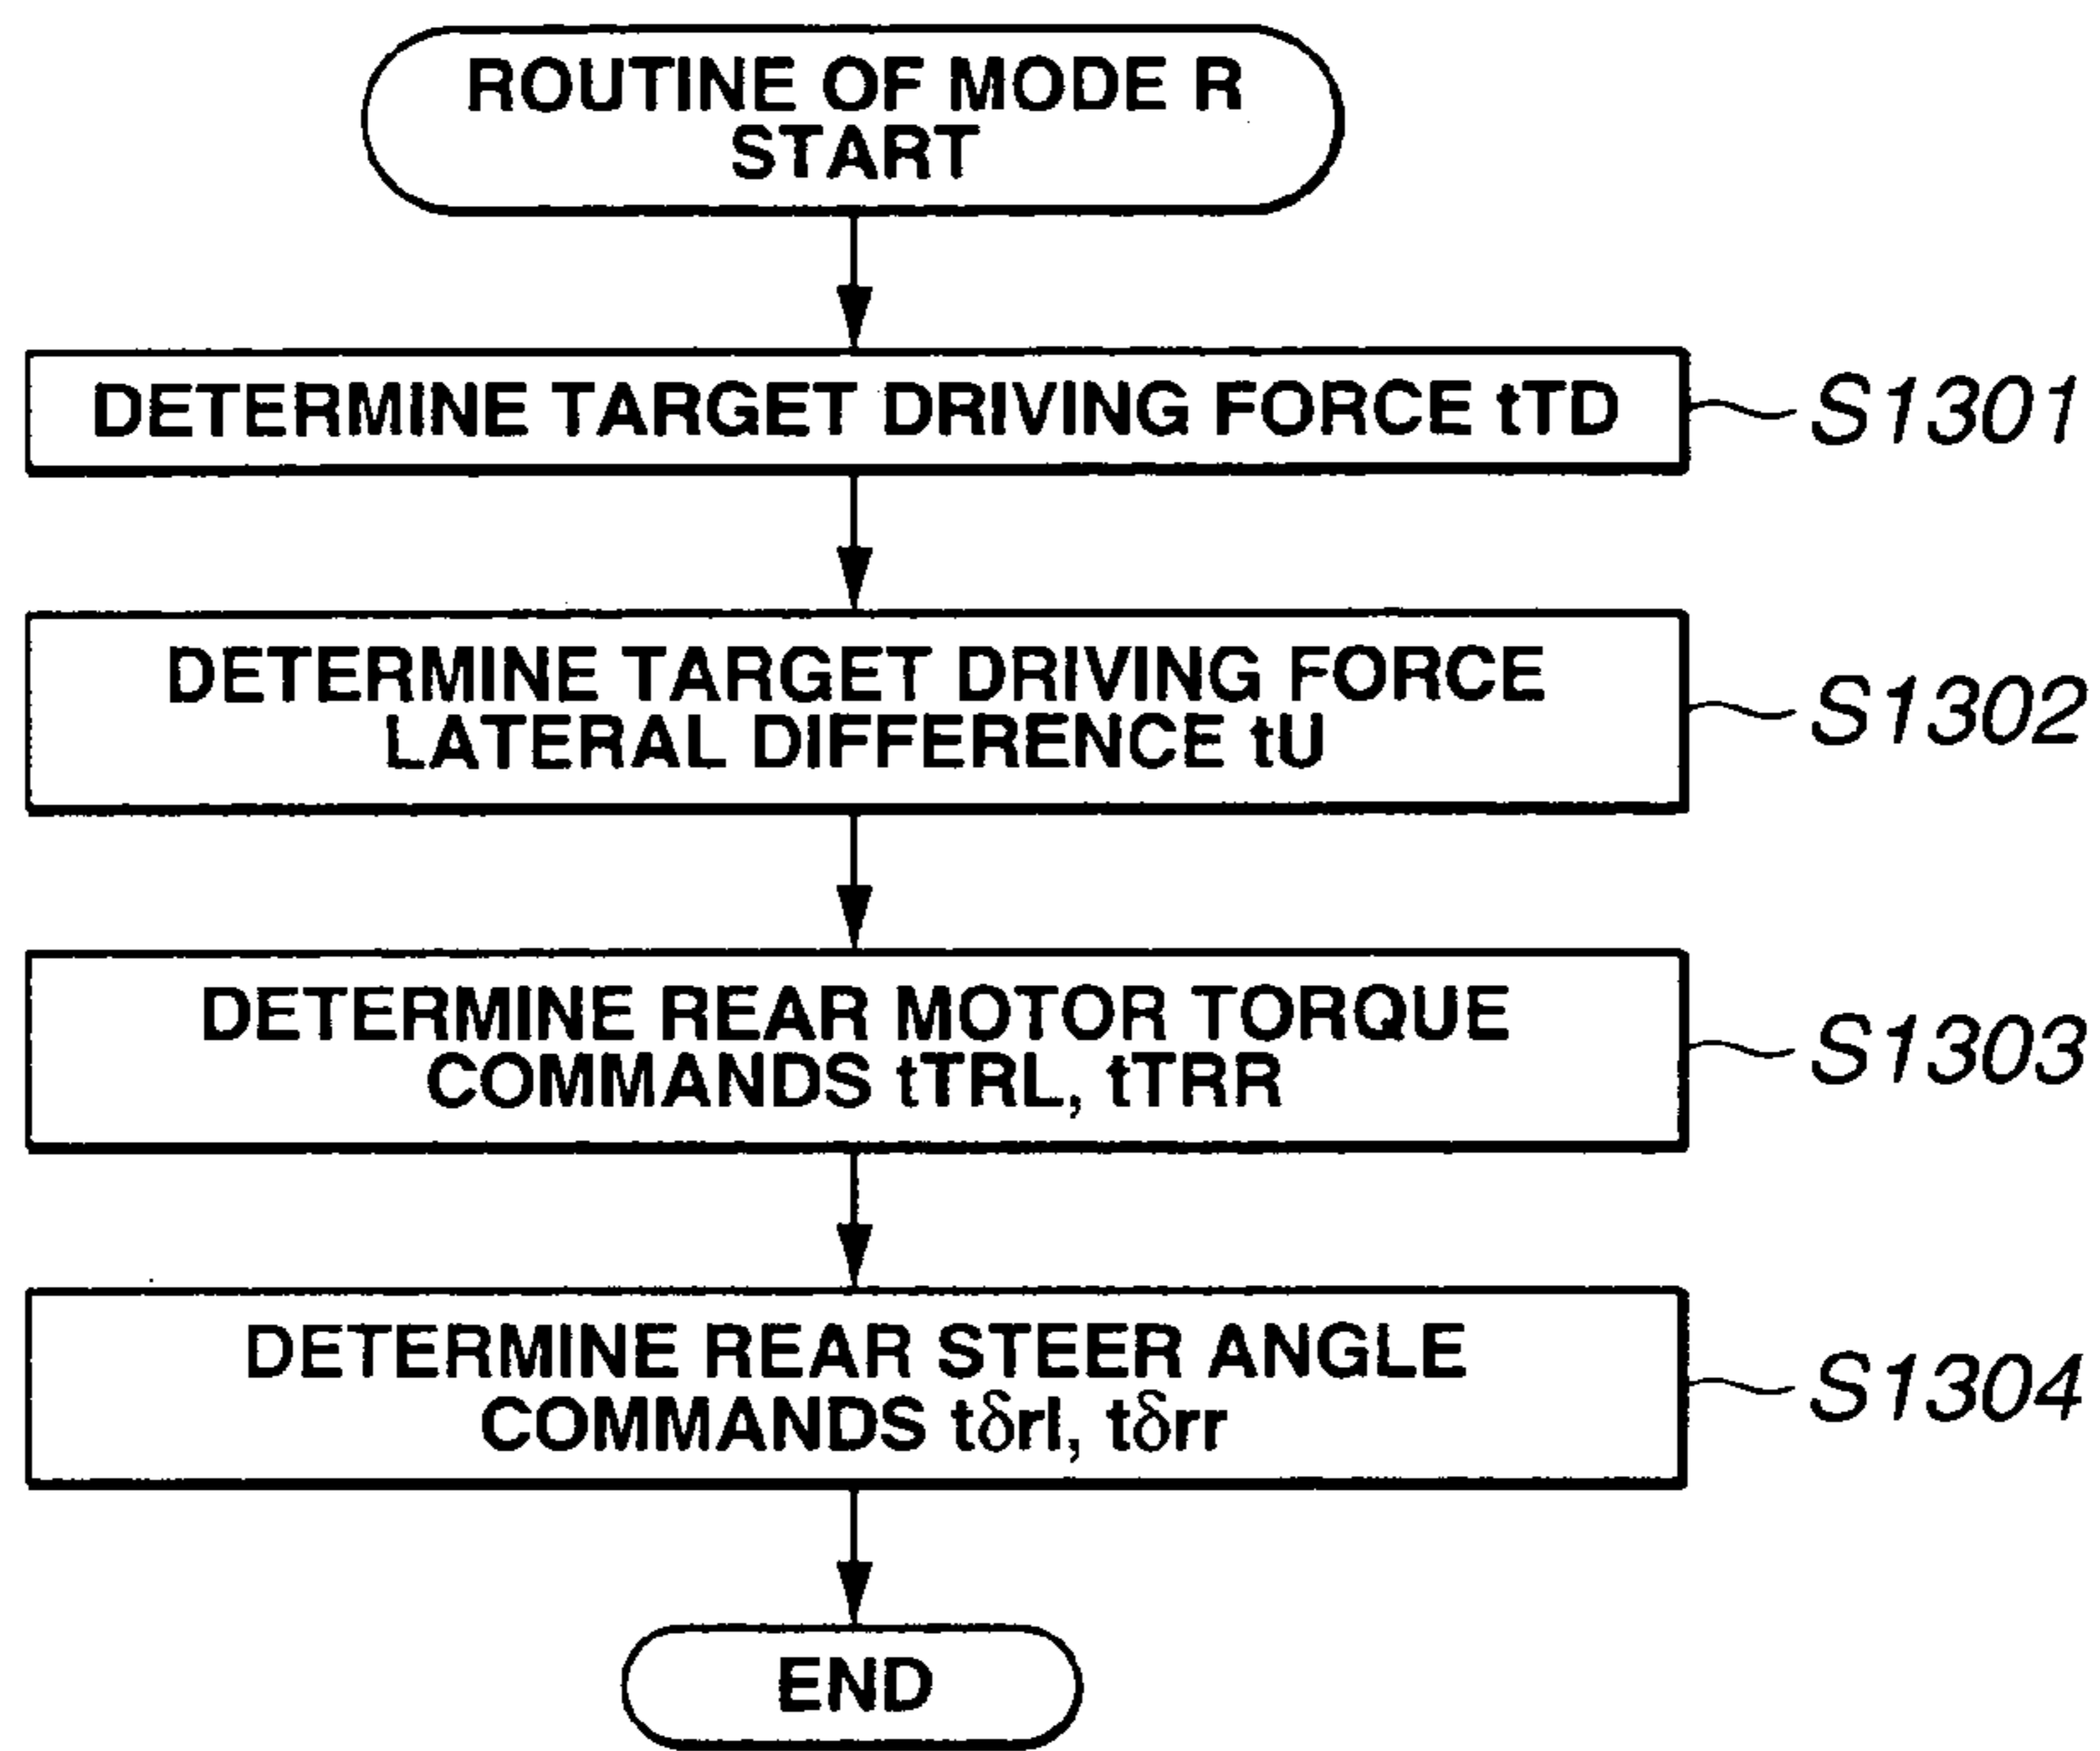 ROUTINE OF MODE R
START
DETERMINE TARGET DRIVING FORCE tTD
S1301
DETERMINE TARGET DRIVING FORCE
LATERAL DIFFERENCE tU
S1302
DETERMINE REAR MOTOR TORQUE
COMMANDS tTRL, tTRR
S1303
DETERMINE REAR STEER ANGLE
COMMANDS tδrl, tδrr
S1304
END